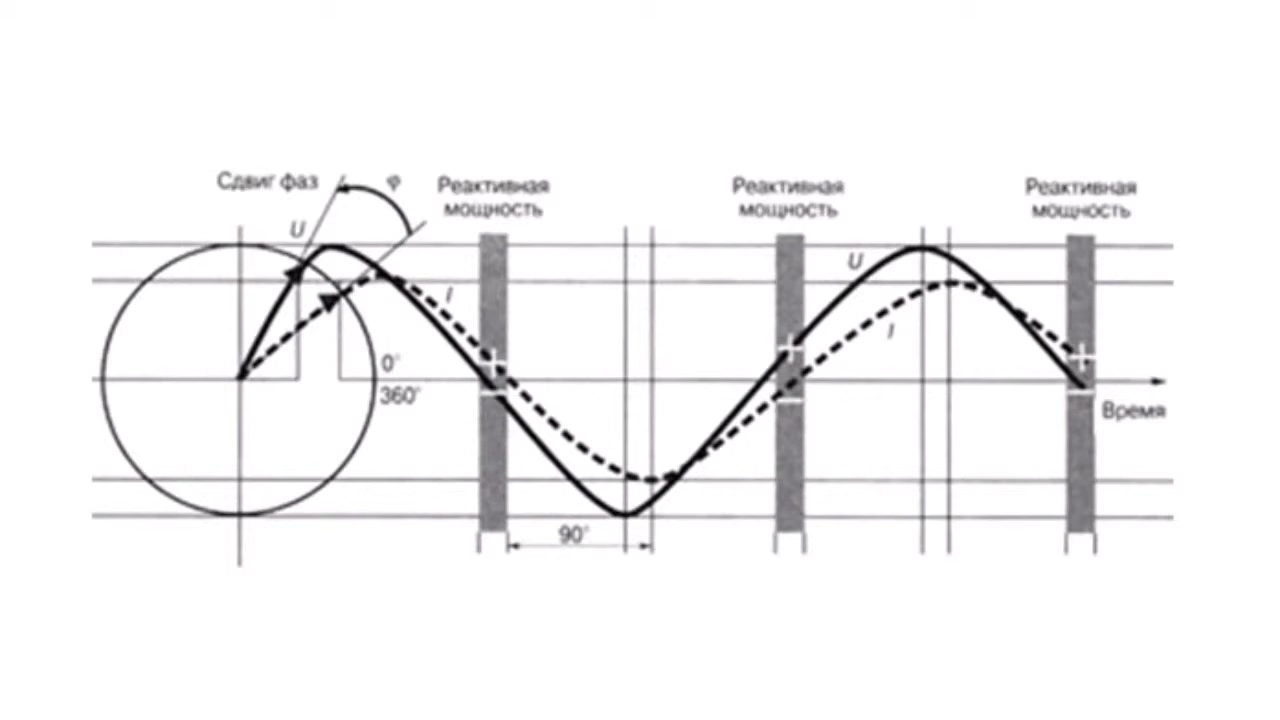 Сдвиг фаз
φ
Реактивная
мощность
Реактивная
мощность
Реактивная
мощность
U
I
U
I
0°
360°
Время
90°